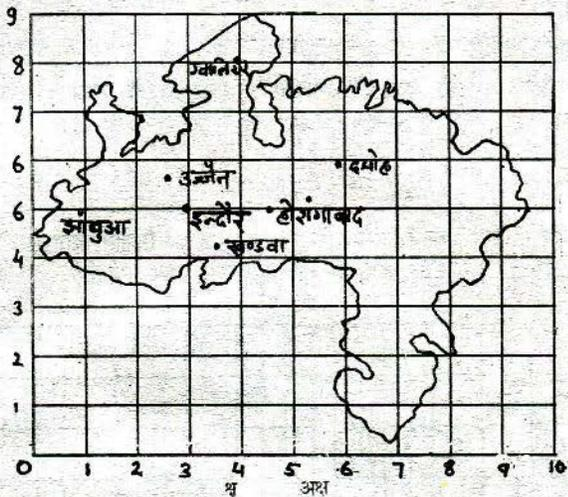 9
8
ग्वालियर
7
6
दमोह
उज्जैन
6
झाबुआ
इन्दौर
होशंगाबाद
खण्डवा
4
3
2
1
0 1 2 3 4 5 6 7 8 9 10
श्च अक्ष